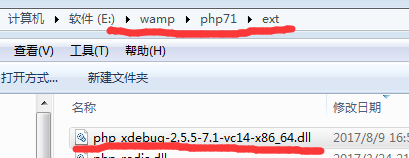 计算机 ▸ 软件 (E:) ▸ wamp ▸ php71 ▸ ext
查看(V) 工具(T) 帮助(H)
打开方式... 新建文件夹
名称 修改日期
php_xdebug-2.5.5-7.1-vc14-x86_64.dll 2017/8/9 16:5